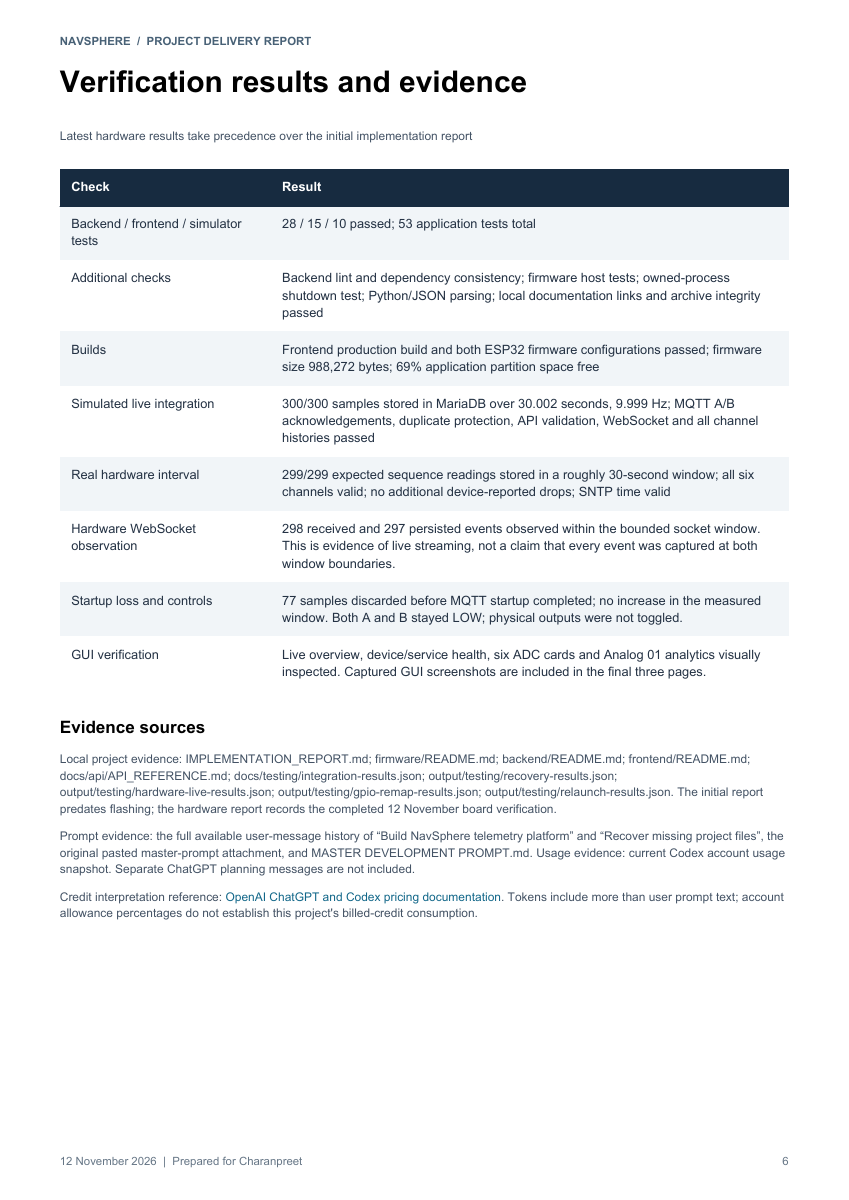 NAVSPHERE / PROJECT DELIVERY REPORT
Verification results and evidence
Latest hardware results take precedence over the initial implementation report
Check Result
Backend / frontend / simulator 28 / 15 / 10 passed; 53 application tests total
tests
Additional checks Backend lint and dependency consistency; firmware host tests; owned-process
shutdown test; Python/JSON parsing; local documentation links and archive integrity
passed
Builds Frontend production build and both ESP32 firmware configurations passed; firmware
size 988,272 bytes; 69% application partition space free
Simulated live integration 300/300 samples stored in MariaDB over 30.002 seconds, 9.999 Hz; MQTT A/B
acknowledgements, duplicate protection, API validation, WebSocket and all channel
histories passed
Real hardware interval 299/299 expected sequence readings stored in a roughly 30-second window; all six
channels valid; no additional device-reported drops; SNTP time valid
Hardware WebSocket 298 received and 297 persisted events observed within the bounded socket window.
observation This is evidence of live streaming, not a claim that every event was captured at both
window boundaries.
Startup loss and controls 77 samples discarded before MQTT startup completed; no increase in the measured
window. Both A and B stayed LOW; physical outputs were not toggled.
GUI verification Live overview, device/service health, six ADC cards and Analog 01 analytics visually
inspected. Captured GUI screenshots are included in the final three pages.
Evidence sources
Local project evidence: IMPLEMENTATION_REPORT.md; firmware/README.md; backend/README.md; frontend/README.md;
docs/api/API_REFERENCE.md; docs/testing/integration-results.json; output/testing/recovery-results.json;
output/testing/hardware-live-results.json; output/testing/gpio-remap-results.json; output/testing/relaunch-results.json. The initial report
predates flashing; the hardware report records the completed 12 November board verification.
Prompt evidence: the full available user-message history of “Build NavSphere telemetry platform” and “Recover missing project files”, the
original pasted master-prompt attachment, and MASTER DEVELOPMENT PROMPT.md. Usage evidence: current Codex account usage
snapshot. Separate ChatGPT planning messages are not included.
Credit interpretation reference: OpenAI ChatGPT and Codex pricing documentation. Tokens include more than user prompt text; account
allowance percentages do not establish this project's billed-credit consumption.
12 November 2026 | Prepared for Charanpreet 6